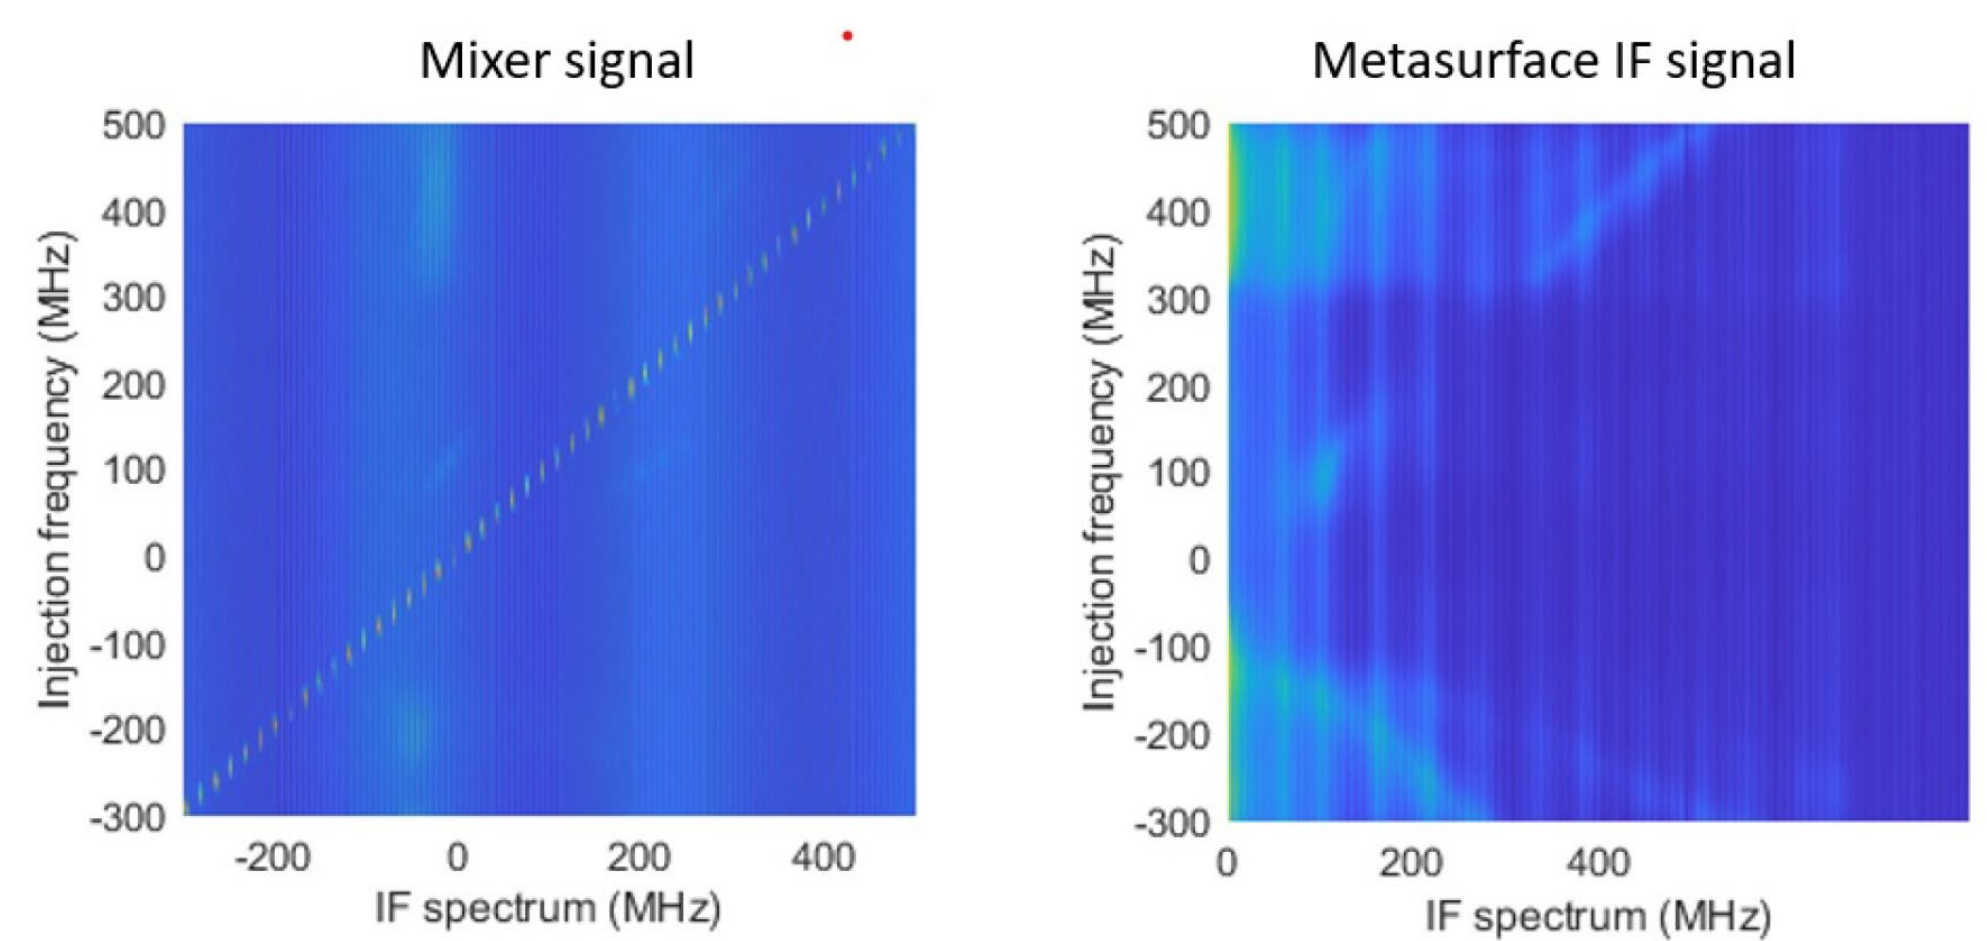 Mixer signal
500
400
300
200
100
0
-100
-200
-300
Injection frequency (MHz)
-200 0 200 400
IF spectrum (MHz)
Metasurface IF signal
500
400
300
200
100
0
-100
-200
-300
Injection frequency (MHz)
0 200 400
IF spectrum (MHz)